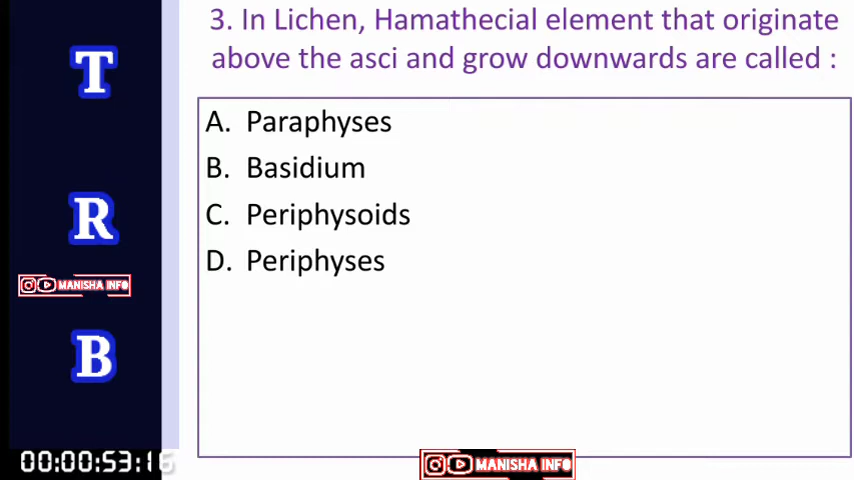 3. In Lichen, Hamathecial element that originate
above the asci and grow downwards are called :
A. Paraphyses
B. Basidium
C. Periphysoids
D. Periphyses
T
R
MANISHA INFO
B
00:00:53:16
MANISHA INFO